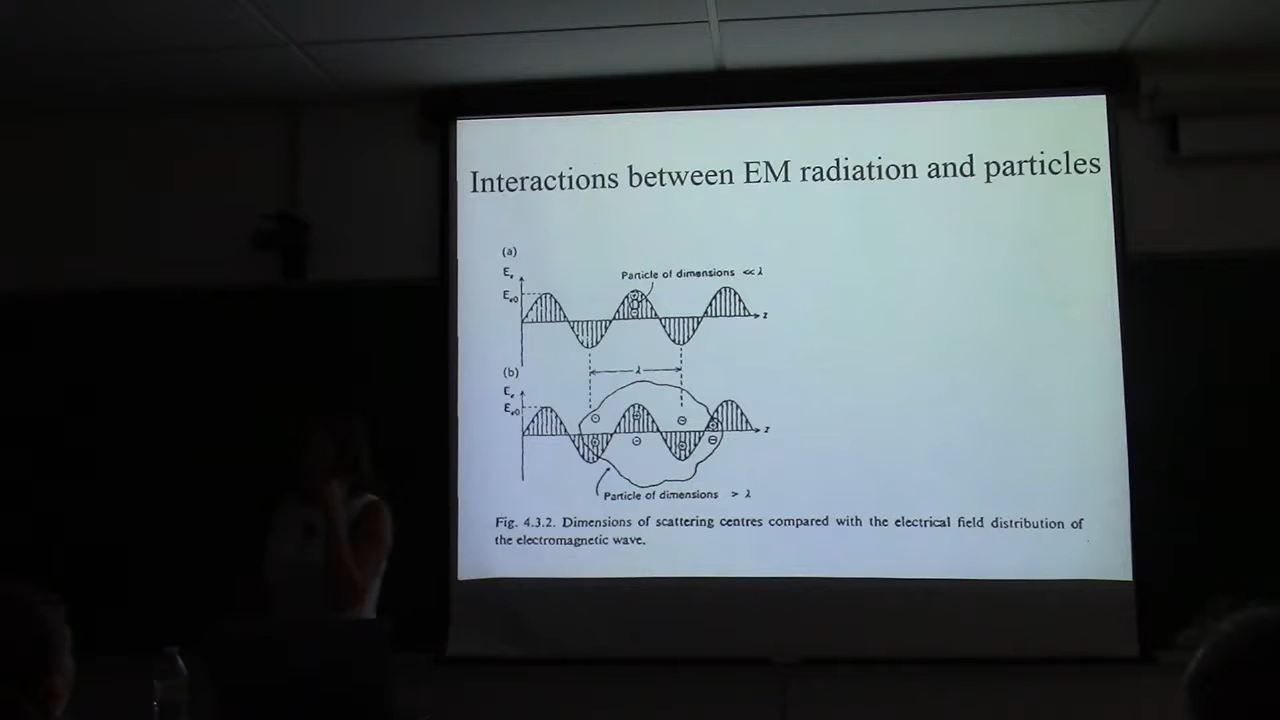 Interactions between EM radiation and particles
(a)
Particle of dimensions << λ
z
λ
(b)
z
Particle of dimensions > λ
Fig. 4.3.2. Dimensions of scattering centres compared with the electrical field distribution of
the electromagnetic wave.